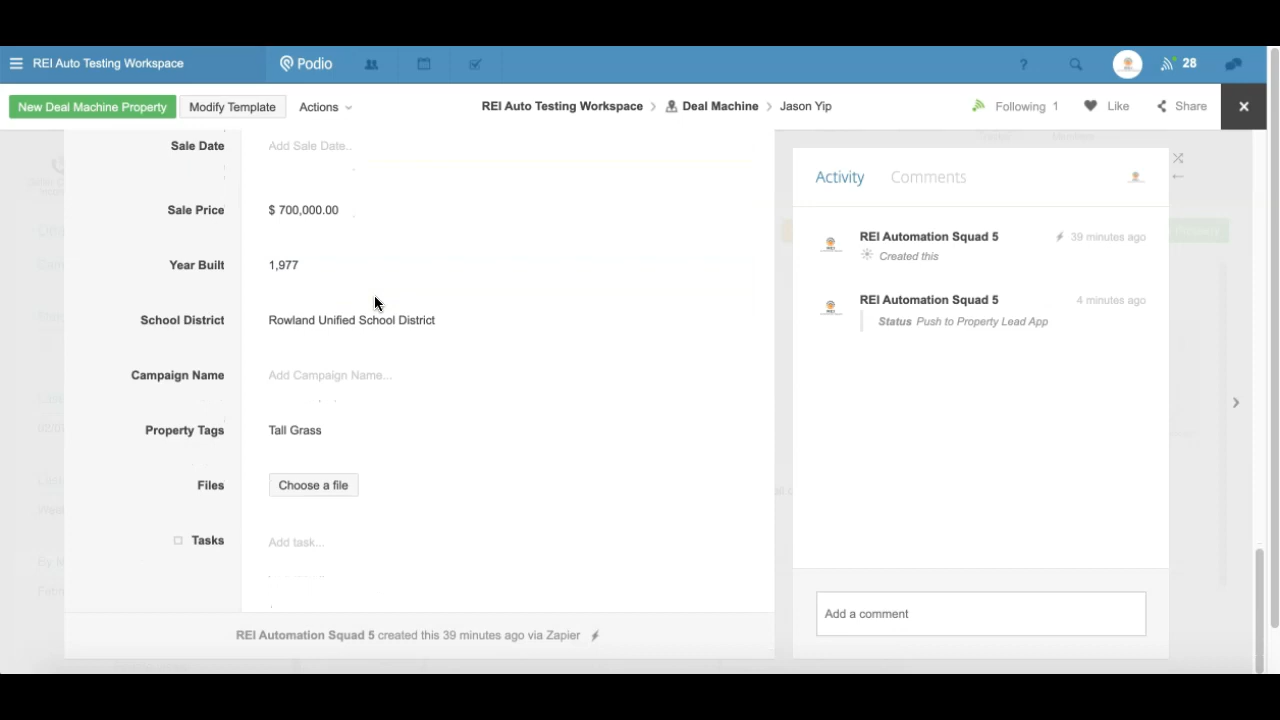 REI Auto Testing Workspace
Podio
?
28
New Deal Machine Property
Modify Template
Actions
REI Auto Testing Workspace > Deal Machine > Jason Yip
Following 1
Like
Share
Sale Date
Add Sale Date..
Sale Price
$ 700,000.00
Year Built
1,977
School District
Rowland Unified School District
Campaign Name
Add Campaign Name...
Property Tags
Tall Grass
Files
Choose a file
Tasks
Add task...
REI Automation Squad 5 created this 39 minutes ago via Zapier
Activity
Comments
REI Automation Squad 5
39 minutes ago
Created this
REI Automation Squad 5
4 minutes ago
Status Push to Property Lead App
Add a comment